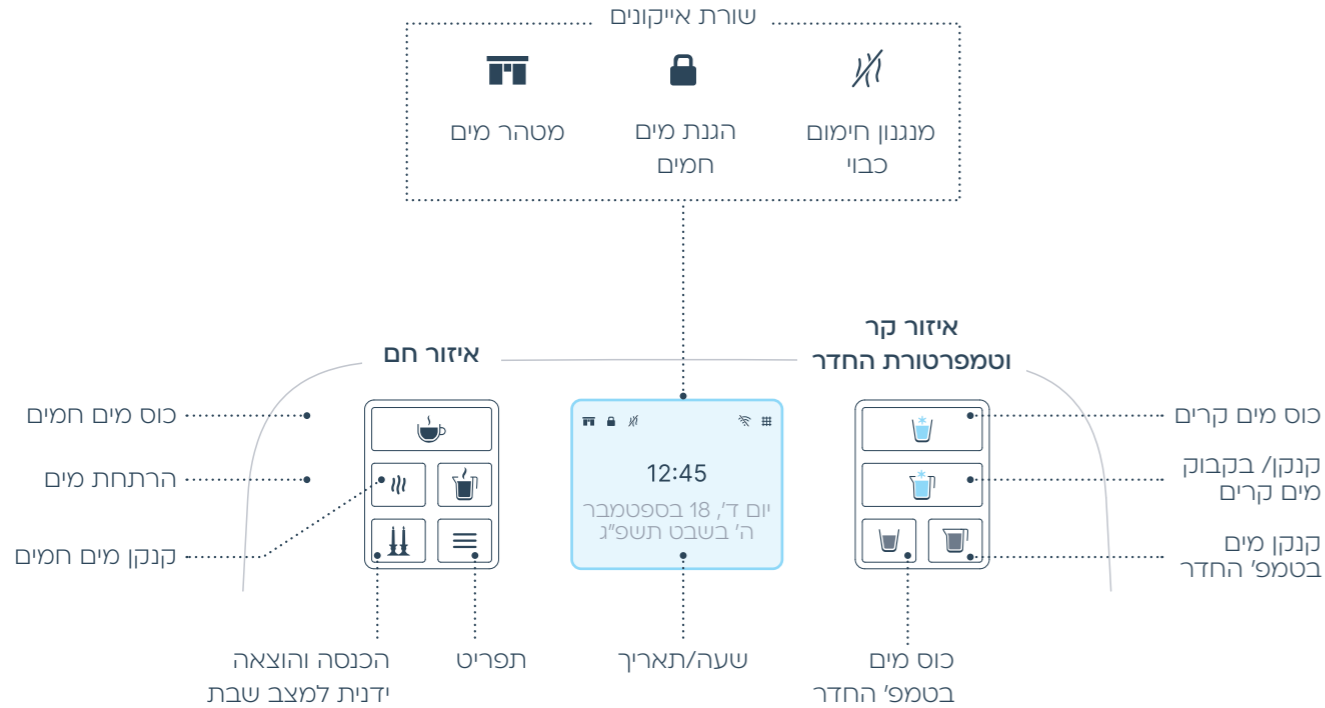 שורת אייקונים
מנגנון חימום
כבוי
הגנת מים
חמים
מטהר מים
איזור קר
וטמפרטורת החדר
איזור חם
כוס מים קרים
קנקן/ בקבוק
מים קרים
קנקן מים
בטמפ' החדר
12:45
יום ד', 18 בספטמבר
ה' בשבט תשפ"ג
כוס מים חמים
הרתחת מים
קנקן מים חמים
כוס מים
בטמפ' החדר
שעה/תאריך
תפריט
הכנסה והוצאה
ידנית למצב שבת